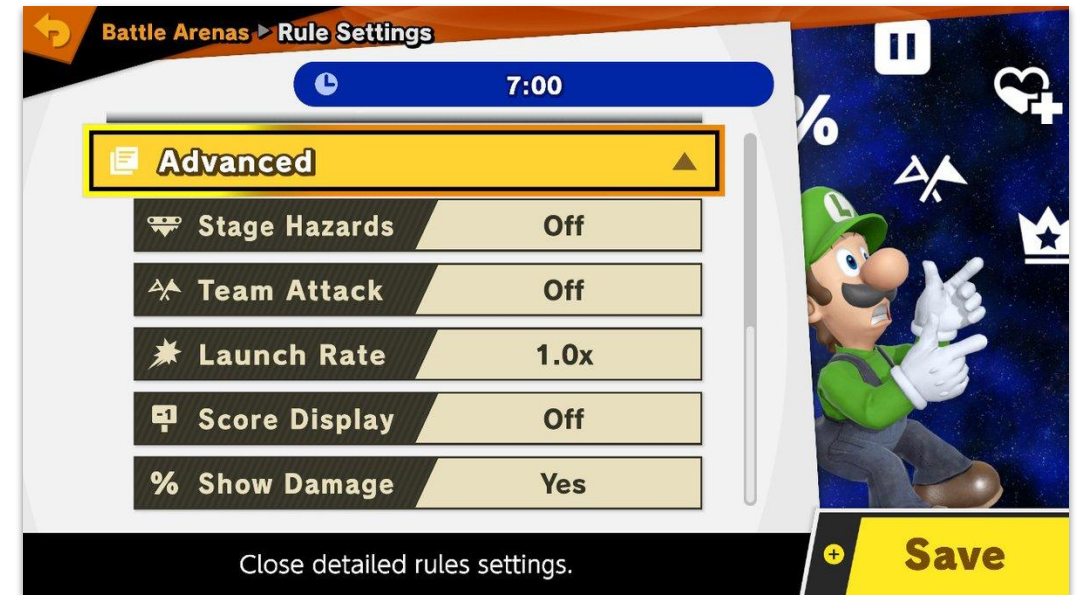 Battle Arenas ▶ Rule Settings
7:00
Advanced
Stage Hazards Off
Team Attack Off
Launch Rate 1.0x
-1 Score Display Off
% Show Damage Yes
Close detailed rules settings.
+ Save
%
L